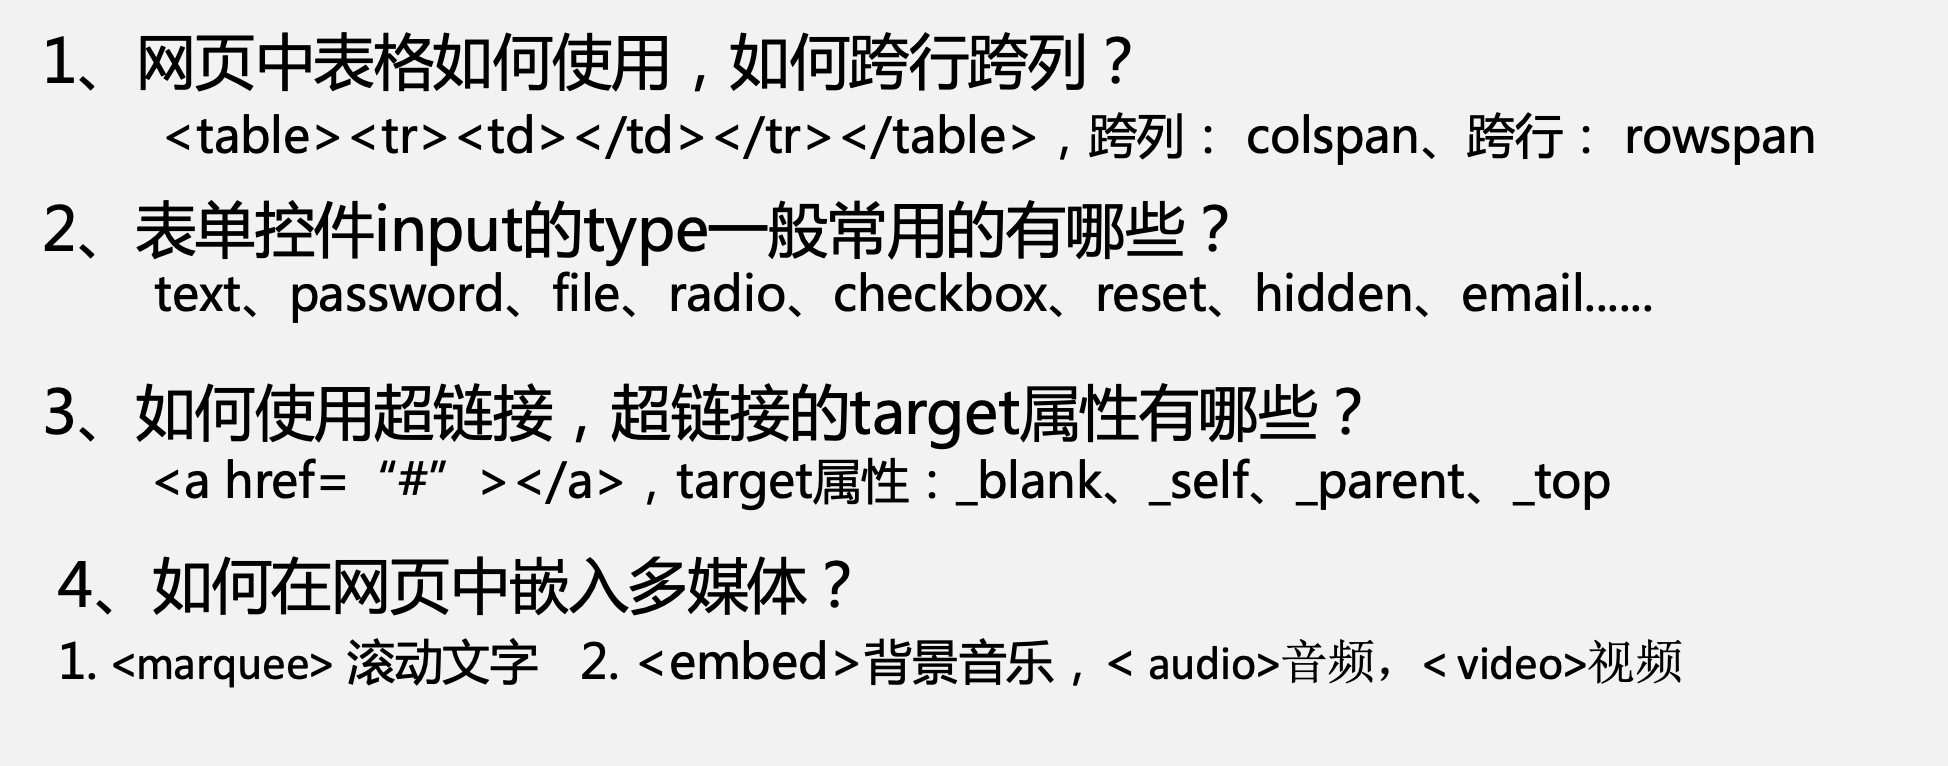 1、网页中表格如何使用，如何跨行跨列？
<table><tr><td></td></tr></table>，跨列： colspan、跨行： rowspan
2、表单控件input的type一般常用的有哪些？
text、password、file、radio、checkbox、reset、hidden、email......
3、如何使用超链接，超链接的target属性有哪些？
<a href=“#”></a>，target属性：_blank、_self、_parent、_top
4、如何在网页中嵌入多媒体？
1. <marquee> 滚动文字 2. <embed>背景音乐，< audio>音频，< video>视频